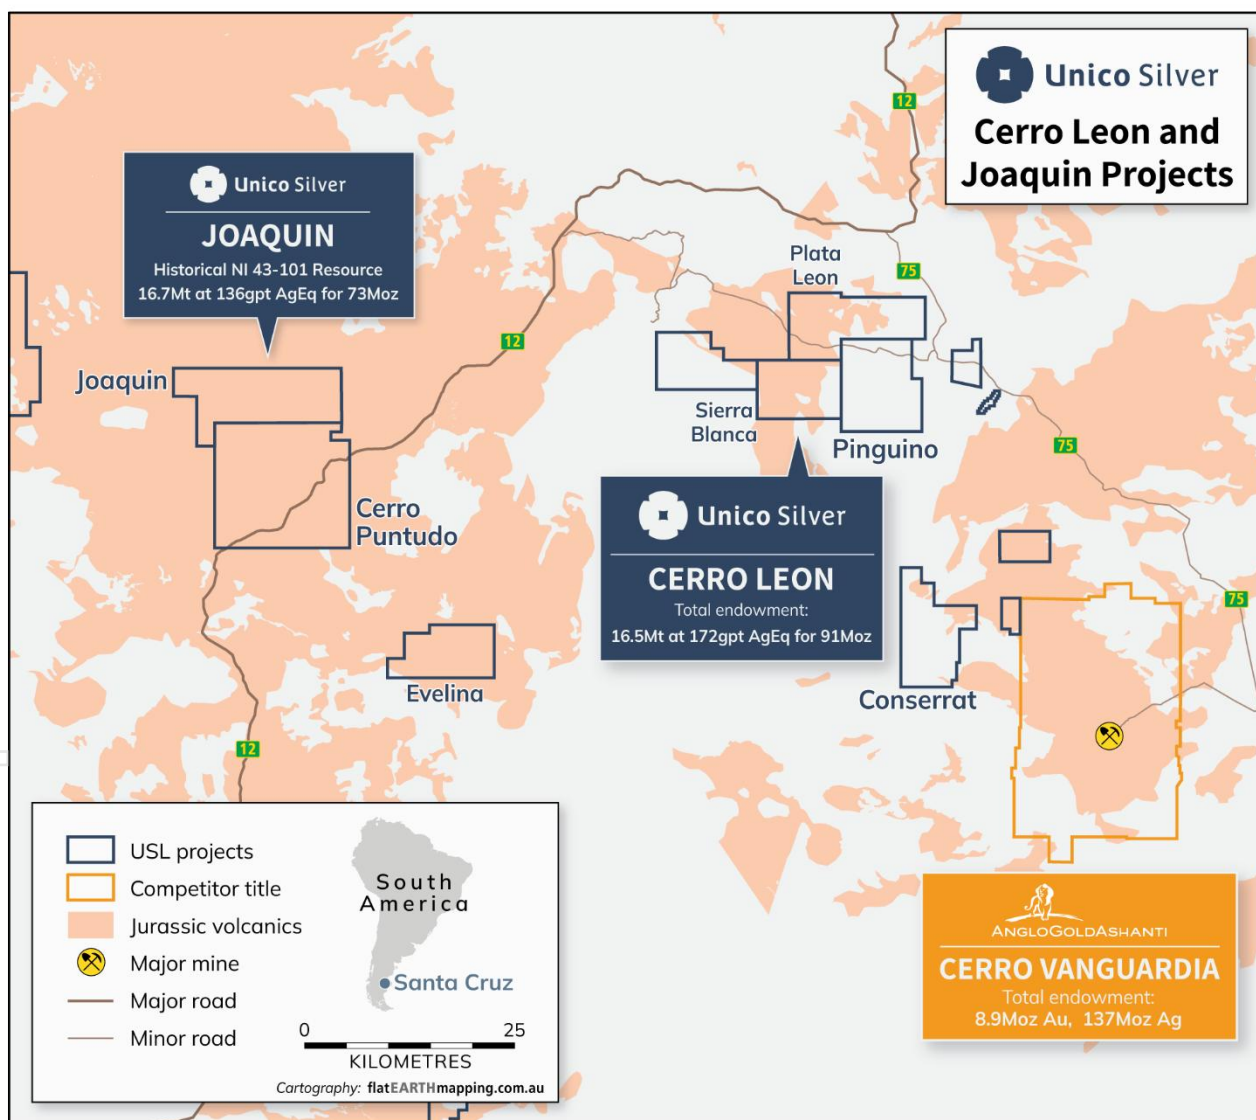 Unico Silver
Cerro Leon and
Joaquin Projects
12
Unico Silver
JOAQUIN
Historical NI 43-101 Resource
16.7Mt at 136gpt AgEq for 73Moz
Plata
Leon
75
12
Joaquin
Sierra
Blanca
Pinguino
75
Cerro
Puntudo
Unico Silver
CERRO LEON
Total endowment:
16.5Mt at 172gpt AgEq for 91Moz
75
Evelina
Conserrat
12
USL projects
Competitor title
Jurassic volcanics
Major mine
Major road
Minor road
South
America
Santa Cruz
0 25
KILOMETRES
Cartography: flatEARTHmapping.com.au
ANGLOGOLDASHANTI
CERRO VANGUARDIA
Total endowment:
8.9Moz Au, 137Moz Ag